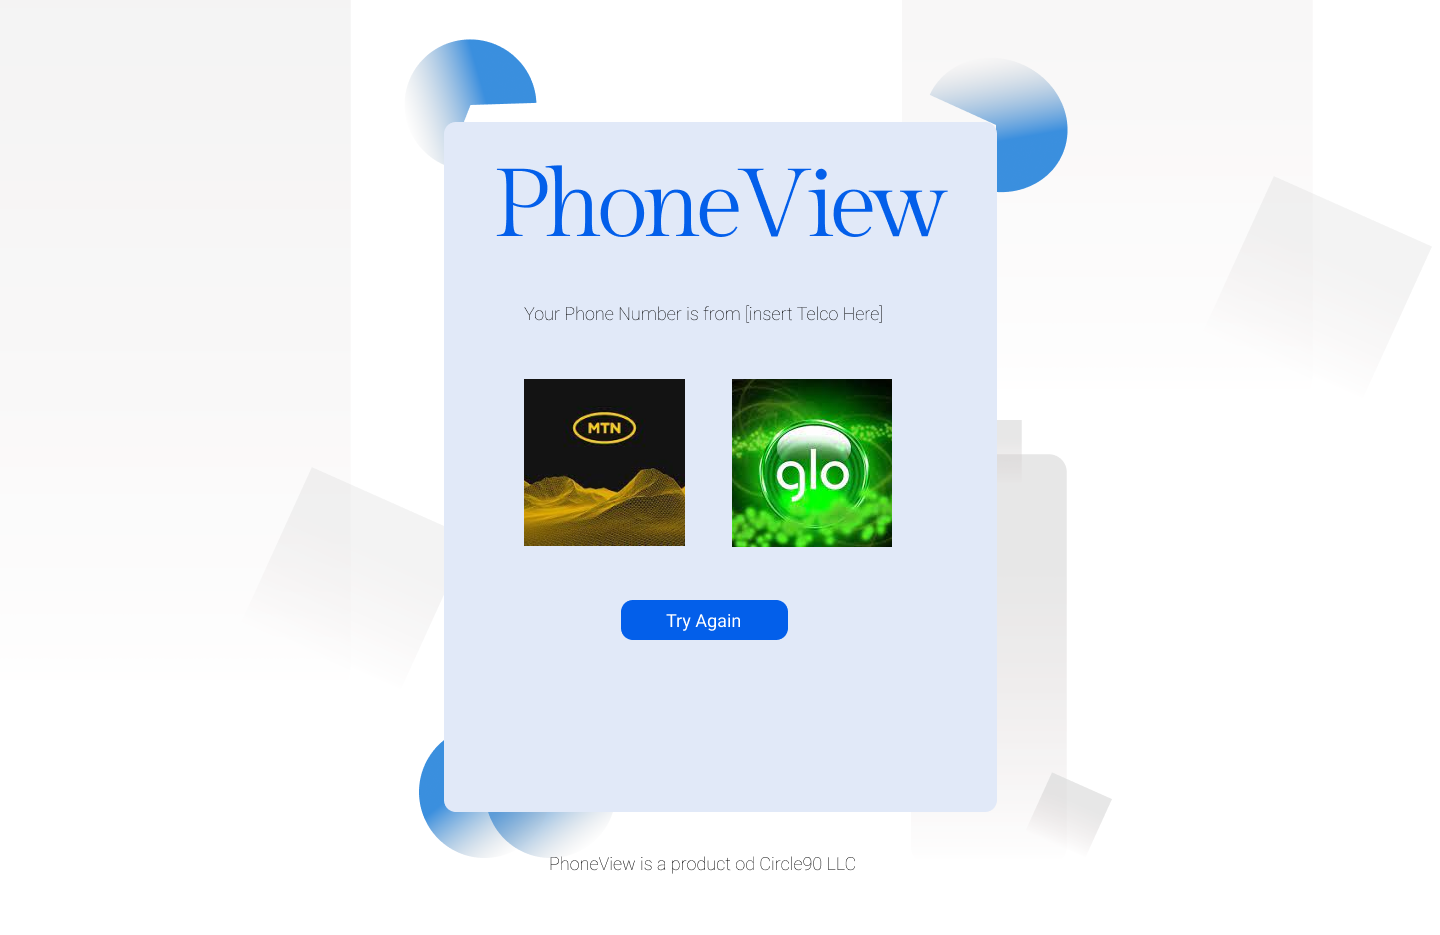 PhoneView
Your Phone Number is from [insert Telco Here]
MTN
glo
Try Again
PhoneView is a product od Circle90 LLC